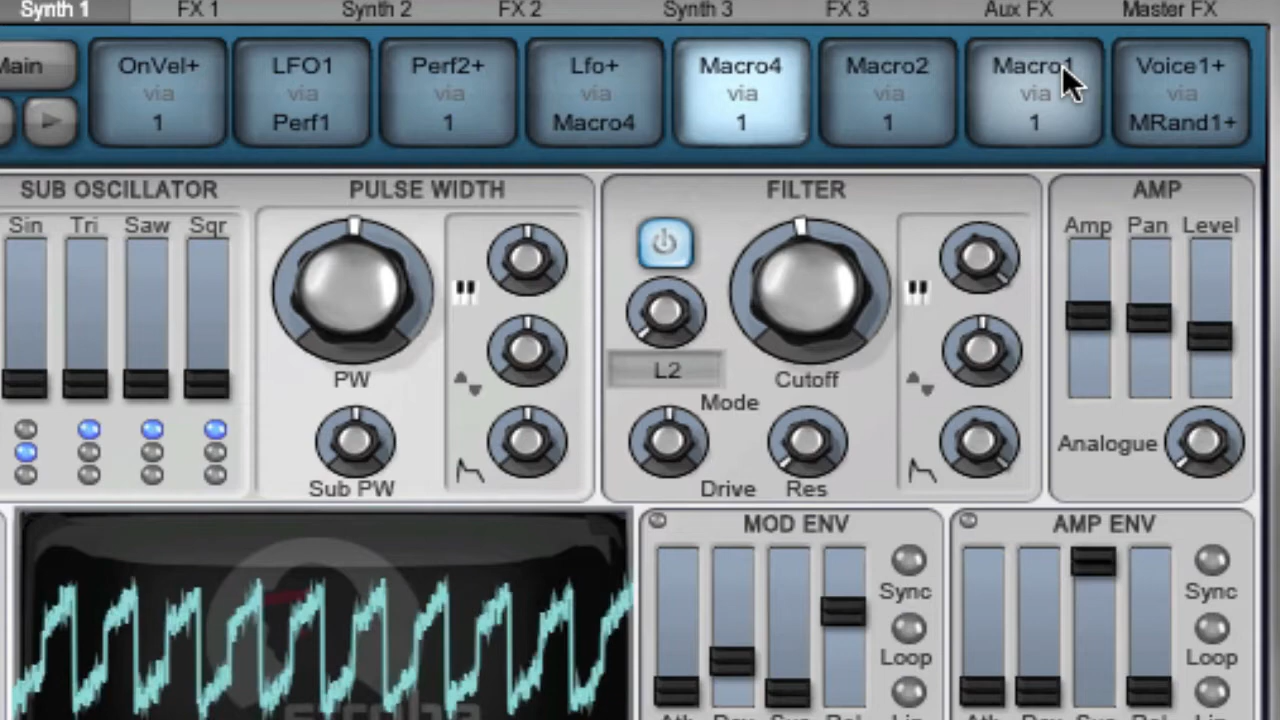 Synth 1 FX 1 Synth 2 FX 2 Synth 3 FX 3 Aux FX Master FX
Main OnVel+ LFO1 Perf2+ Lfo+ Macro4 Macro2 Macro1 Voice1+
via via via via via via via via
1 Perf1 1 Macro4 1 1 1 MRand1+
SUB OSCILLATOR PULSE WIDTH FILTER AMP
Sin Tri Saw Sqr Amp Pan Level
L2
PW Cutoff
Mode
Analogue
Sub PW Drive Res
MOD ENV AMP ENV
Sync Sync
Loop Loop
strobe